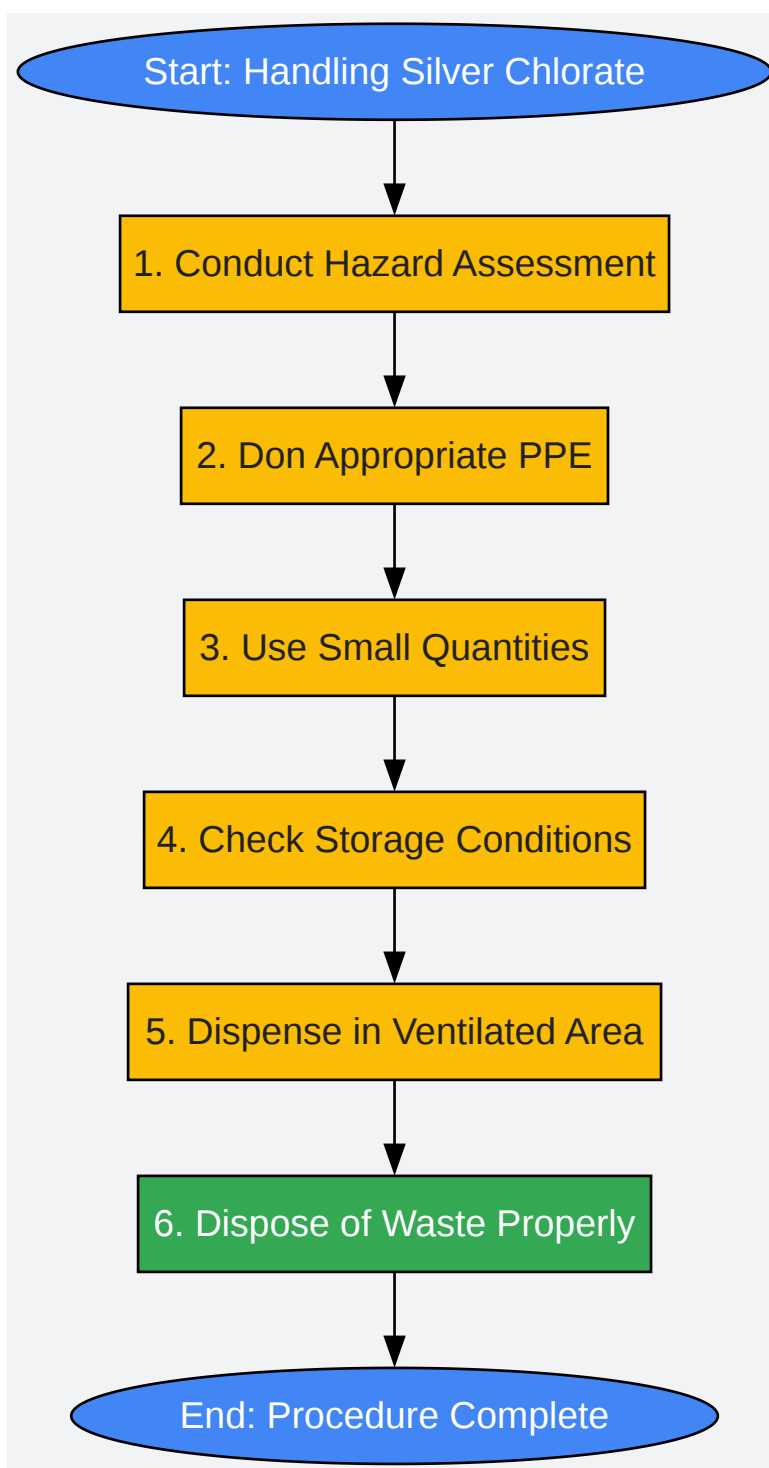 Start: Handling Silver Chlorate
1. Conduct Hazard Assessment
2. Don Appropriate PPE
3. Use Small Quantities
4. Check Storage Conditions
5. Dispense in Ventilated Area
6. Dispose of Waste Properly
End: Procedure Complete